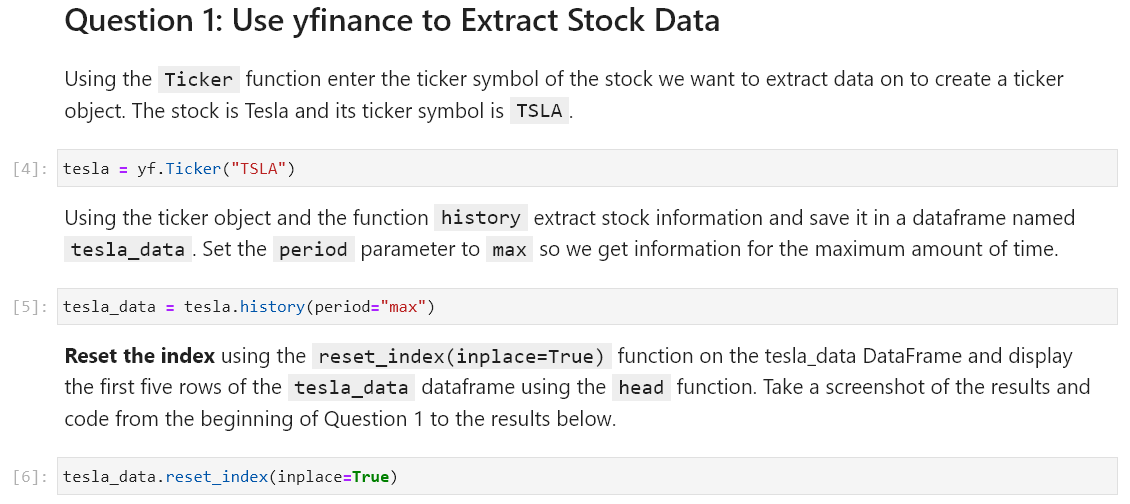 Question 1: Use yfinance to Extract Stock Data
Using the Ticker function enter the ticker symbol of the stock we want to extract data on to create a ticker
object. The stock is Tesla and its ticker symbol is TSLA.
[4]: tesla = yf.Ticker("TSLA")
Using the ticker object and the function history extract stock information and save it in a dataframe named
tesla_data. Set the period parameter to max so we get information for the maximum amount of time.
[5]: tesla_data = tesla.history(period="max")
Reset the index using the reset_index(inplace=True) function on the tesla_data DataFrame and display
the first five rows of the tesla_data dataframe using the head function. Take a screenshot of the results and
code from the beginning of Question 1 to the results below.
[6]: tesla_data.reset_index(inplace=True)